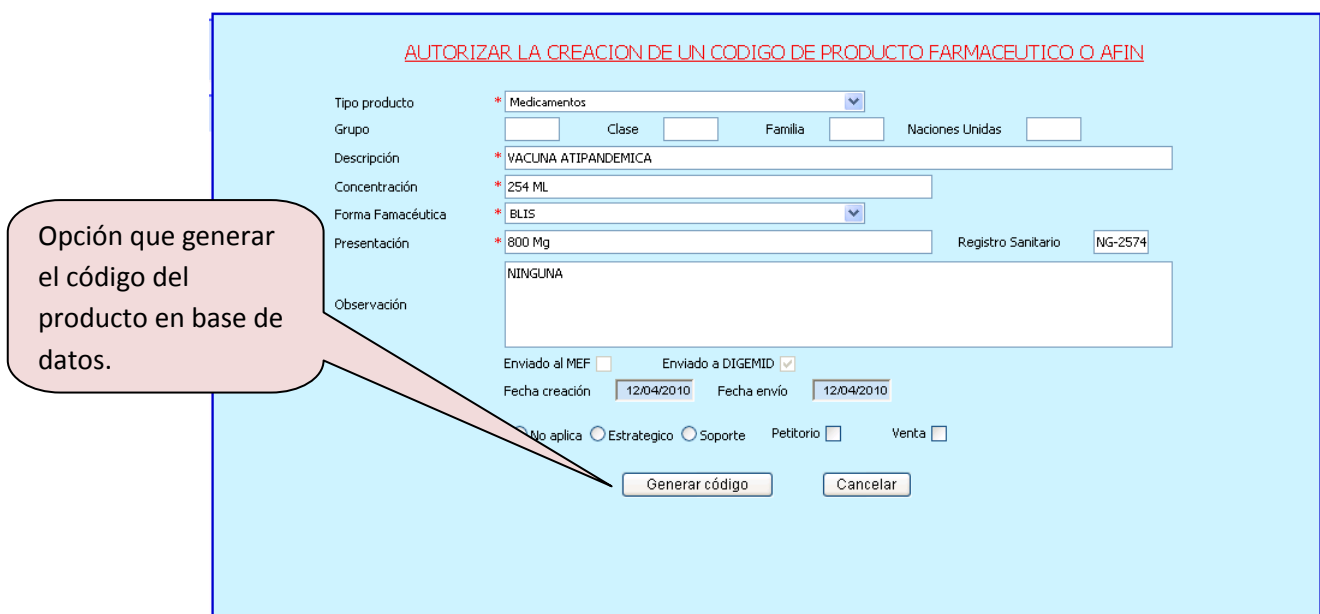 AUTORIZAR LA CREACION DE UN CODIGO DE PRODUCTO FARMACEUTICO O AFIN
Tipo producto * Medicamentos
Grupo Clase Familia Naciones Unidas
Descripción * VACUNA ATIPANDEMICA
Concentración * 254 ML
Forma Famacéutica * BLIS
Presentación * 800 Mg Registro Sanitario NG-2574
Observación NINGUNA
Enviado al MEF Enviado a DIGEMID
Fecha creación 12/04/2010 Fecha envío 12/04/2010
No aplica Estrategico Soporte Petitorio Venta
Generar código Cancelar
Opción que generar
el código del
producto en base de
datos.